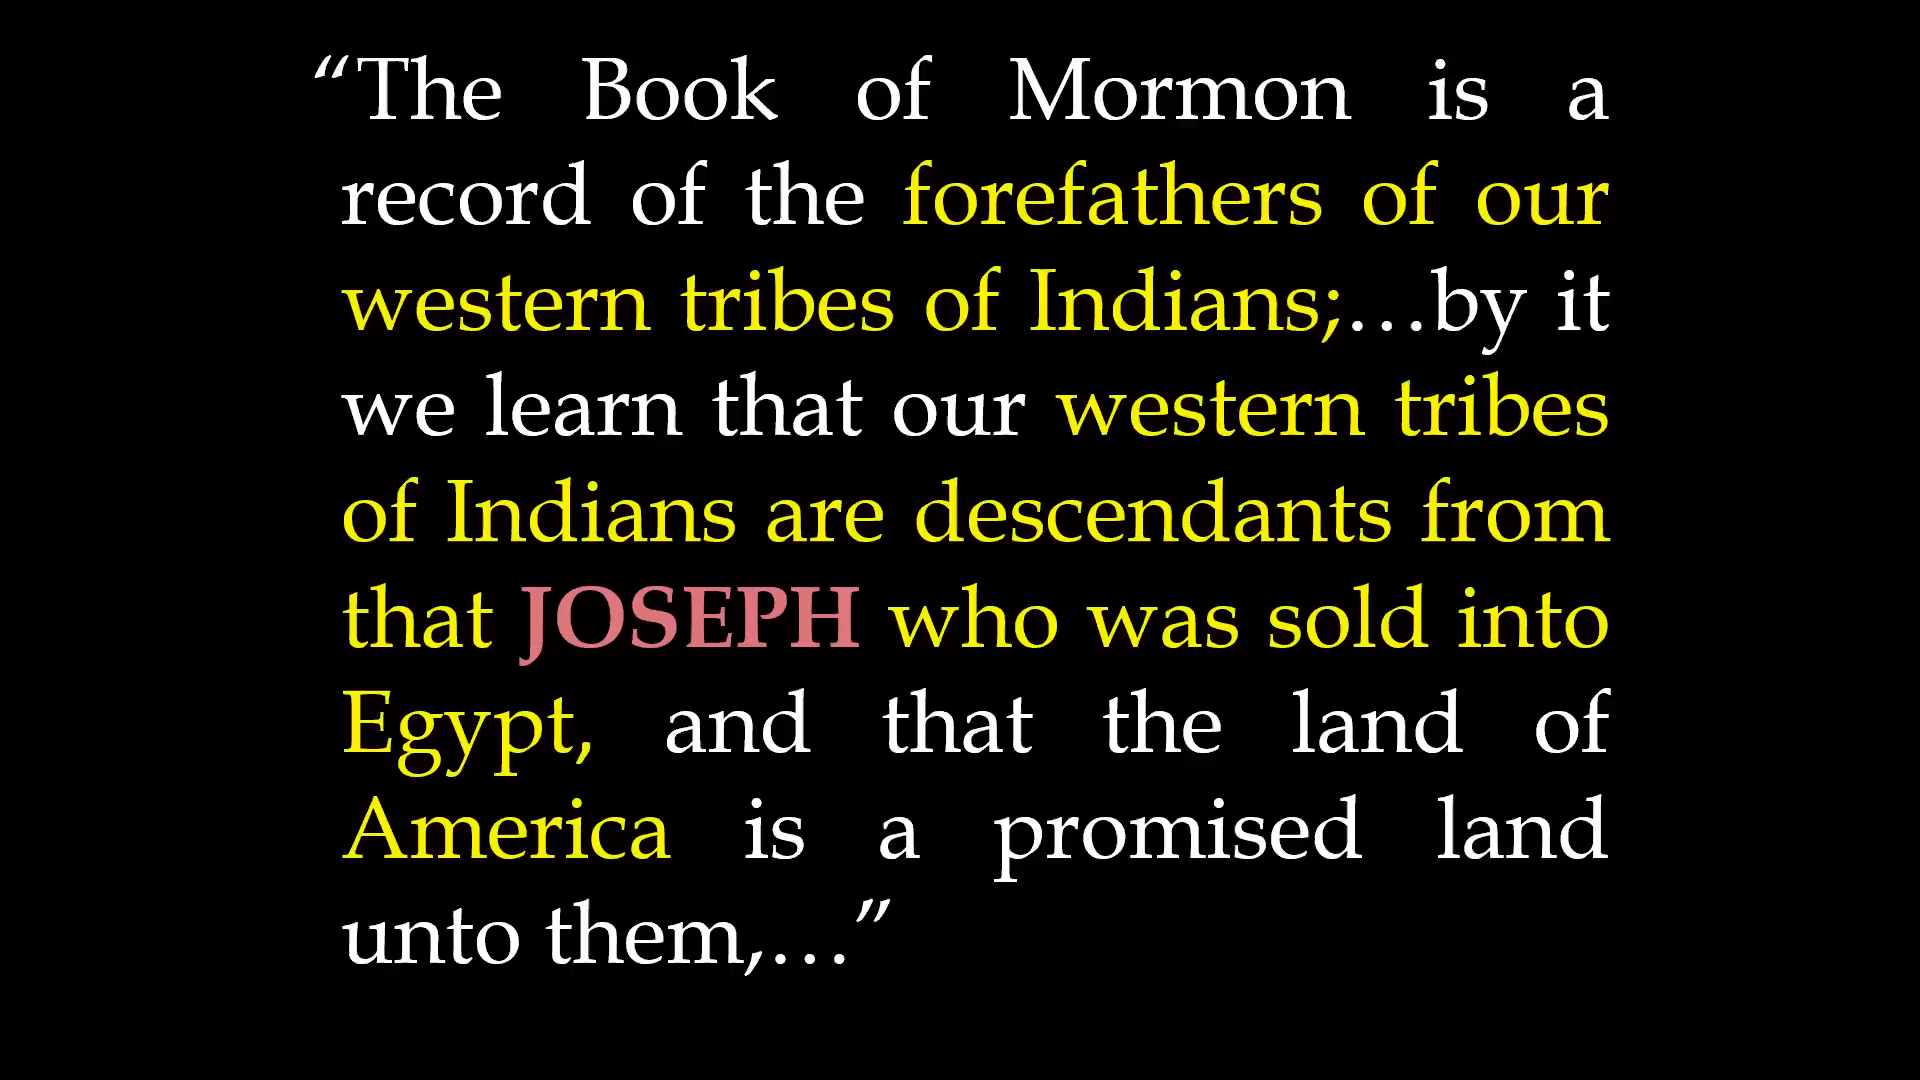 “The Book of Mormon is a
record of the forefathers of our
western tribes of Indians;…by it
we learn that our western tribes
of Indians are descendants from
that JOSEPH who was sold into
Egypt, and that the land of
America is a promised land
unto them,…”